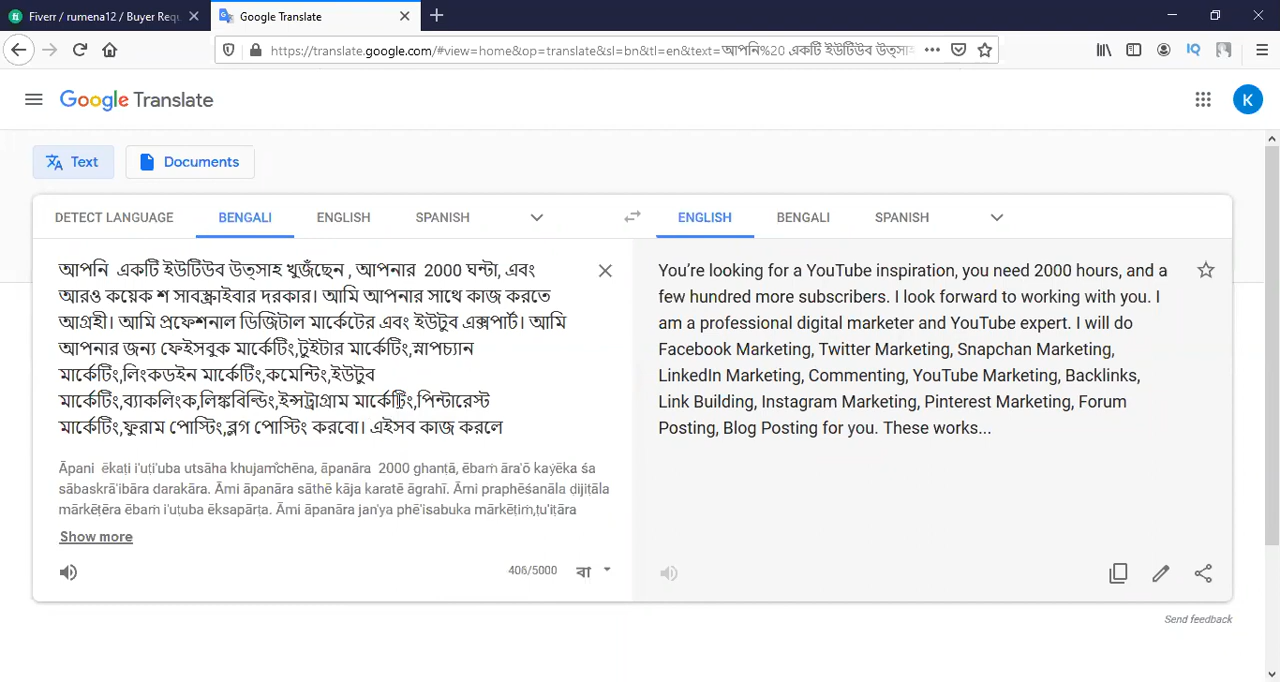 Fiverr / rumena12 / Buyer Requ
Google Translate
https://translate.google.com/#view=home&op=translate&sl=bn&tl=en&text=আপনি%20 একটি ইউটিউব উত্সাহ
IQ
Google Translate
K
Text
Documents
DETECT LANGUAGE
BENGALI
ENGLISH
SPANISH
ENGLISH
BENGALI
SPANISH
আপনি একটি ইউটিউব উত্সাহ খুজঁছেন , আপনার 2000 ঘন্টা, এবং
আরও কয়েক শ সাবস্ক্রাইবার দরকার। আমি আপনার সাথে কাজ করতে
আগ্রহী। আমি প্রফেশনাল ডিজিটাল মার্কেটের এবং ইউটুব এক্সপার্ট। আমি
আপনার জন্য ফেইসবুক মার্কেটিং,টুইটার মার্কেটিং,স্নাপচ্যান
মার্কেটিং,লিংকডইন মার্কেটিং,কমেন্টিং,ইউটুব
মার্কেটিং,ব্যাকলিংক,লিঙ্কবিল্ডিং,ইন্সট্রাগ্রাম মার্কেটিং,পিন্টারেস্ট
মার্কেটিং,ফুরাম পোস্টিং,ব্লগ পোস্টিং করবো। এইসব কাজ করলে
Āpani ēkaṭi i'uṭi'uba utsāha khujam̐chēna, āpanāra 2000 ghanṭā, ēbaṁ āra'ō kaẏēka śa
sābaskrā'ibāra darakāra. Āmi āpanāra sāthē kāja karatē āgrahī. Āmi praphēśanāla ḍijiṭāla
mārkēṭēra ēbaṁ i'uṭuba ēksapārṭa. Āmi āpanāra jan'ya phē'isabuka mārkēṭiṁ,ṭu'iṭāra
Show more
406/5000
বা
You're looking for a YouTube inspiration, you need 2000 hours, and a
few hundred more subscribers. I look forward to working with you. I
am a professional digital marketer and YouTube expert. I will do
Facebook Marketing, Twitter Marketing, Snapchan Marketing,
LinkedIn Marketing, Commenting, YouTube Marketing, Backlinks,
Link Building, Instagram Marketing, Pinterest Marketing, Forum
Posting, Blog Posting for you. These works...
Send feedback